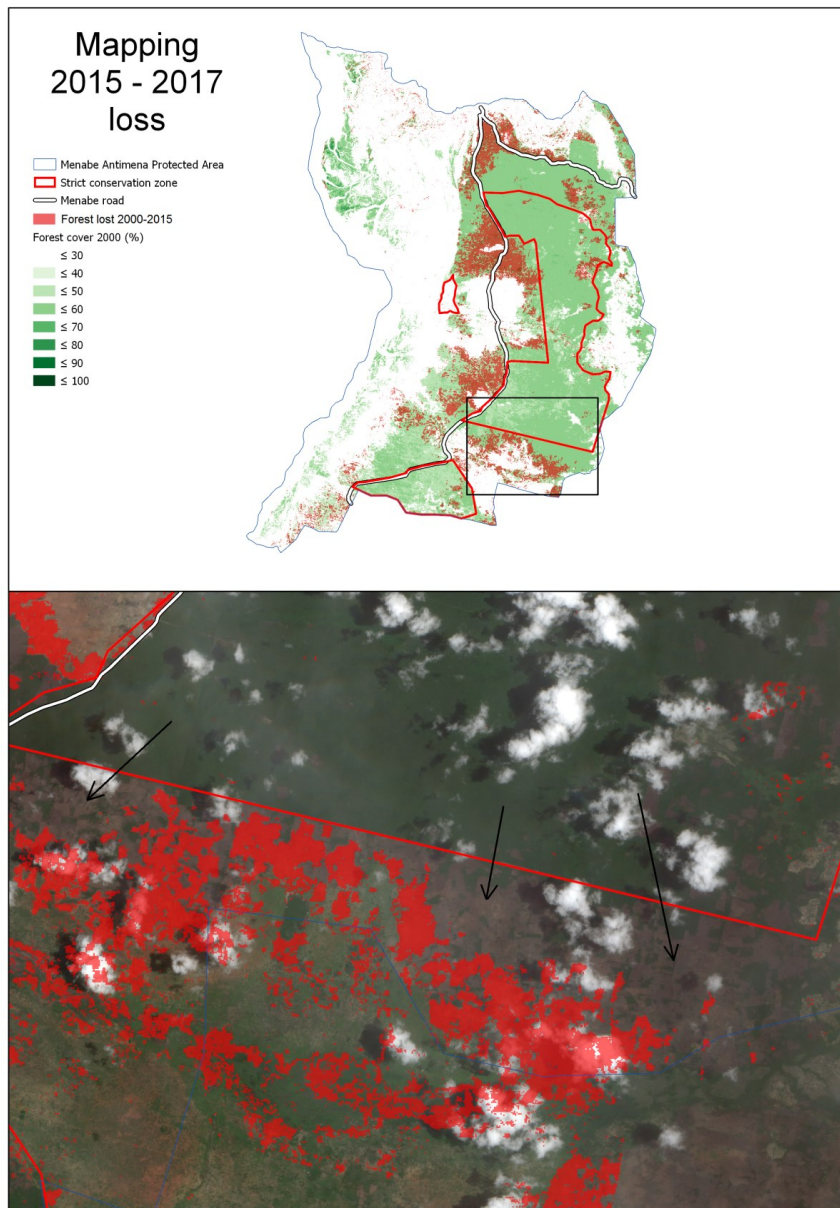 Mapping
2015 - 2017
loss
Menabe Antimena Protected Area
Strict conservation zone
Menabe road
Forest lost 2000-2015
Forest cover 2000 (%)
≤ 30
≤ 40
≤ 50
≤ 60
≤ 70
≤ 80
≤ 90
≤ 100